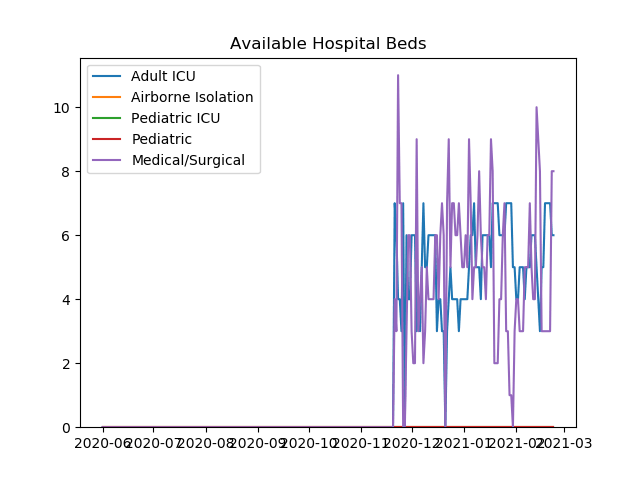 Available Hospital Beds
Adult ICU
Airborne Isolation
Pediatric ICU
Pediatric
Medical/Surgical
10
8
6
4
2
0
2020-06 2020-07 2020-08 2020-09 2020-10 2020-11 2020-12 2021-01 2021-02 2021-03